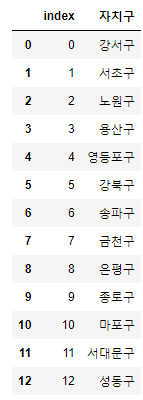 index 자치구
0 0 강서구
1 1 서초구
2 2 노원구
3 3 용산구
4 4 영등포구
5 5 강북구
6 6 송파구
7 7 금천구
8 8 은평구
9 9 종로구
10 10 마포구
11 11 서대문구
12 12 성동구